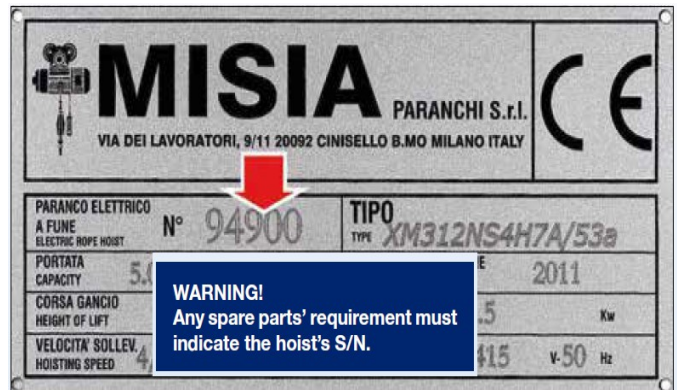 MISIA
PARANCHI S.r.l.
VIA DEI LAVORATORI, 9/11 20092 CINISELLO B.MO MILANO ITALY
CE
PARANCO ELETTRICO
A FUNE
ELECTRIC ROPE HOIST
N° 94900
TIPO
TYPE XM312NS4H7A/53a
PORTATA
CAPACITY
2011
CORSA GANCIO
HEIGHT OF LIFT
Kw
VELOCITA' SOLLEV.
HOISTING SPEED
415 V-50 Hz
WARNING!
Any spare parts' requirement must
indicate the hoist's S/N.